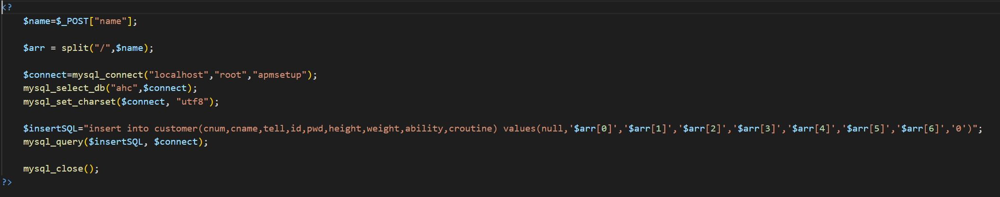 <?
$name=$_POST["name"];
$arr = split("/",$name);
$connect=mysql_connect("localhost","root","apmsetup");
mysql_select_db("ahc",$connect);
mysql_set_charset($connect, "utf8");
$insertSQL="insert into customer(cnum,cname,tell,id,pwd,height,weight,ability,croutine) values(null,'$arr[0]','$arr[1]','$arr[2]','$arr[3]','$arr[4]','$arr[5]','$arr[6]','0')";
mysql_query($insertSQL, $connect);
mysql_close();
?>